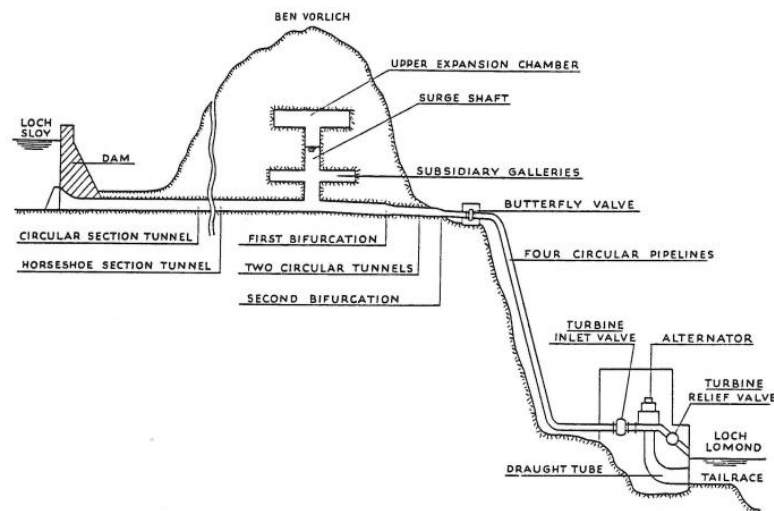 BEN VORLICH
UPPER EXPANSION CHAMBER
SURGE SHAFT
LOCH
SLOY
DAM
SUBSIDIARY GALLERIES
BUTTERFLY VALVE
CIRCULAR SECTION TUNNEL
FIRST BIFURCATION
HORSESHOE SECTION TUNNEL
TWO CIRCULAR TUNNELS
FOUR CIRCULAR PIPELINES
SECOND BIFURCATION
TURBINE
INLET VALVE
ALTERNATOR
TURBINE
RELIEF VALVE
LOCH
LOMOND
DRAUGHT TUBE
TAILRACE